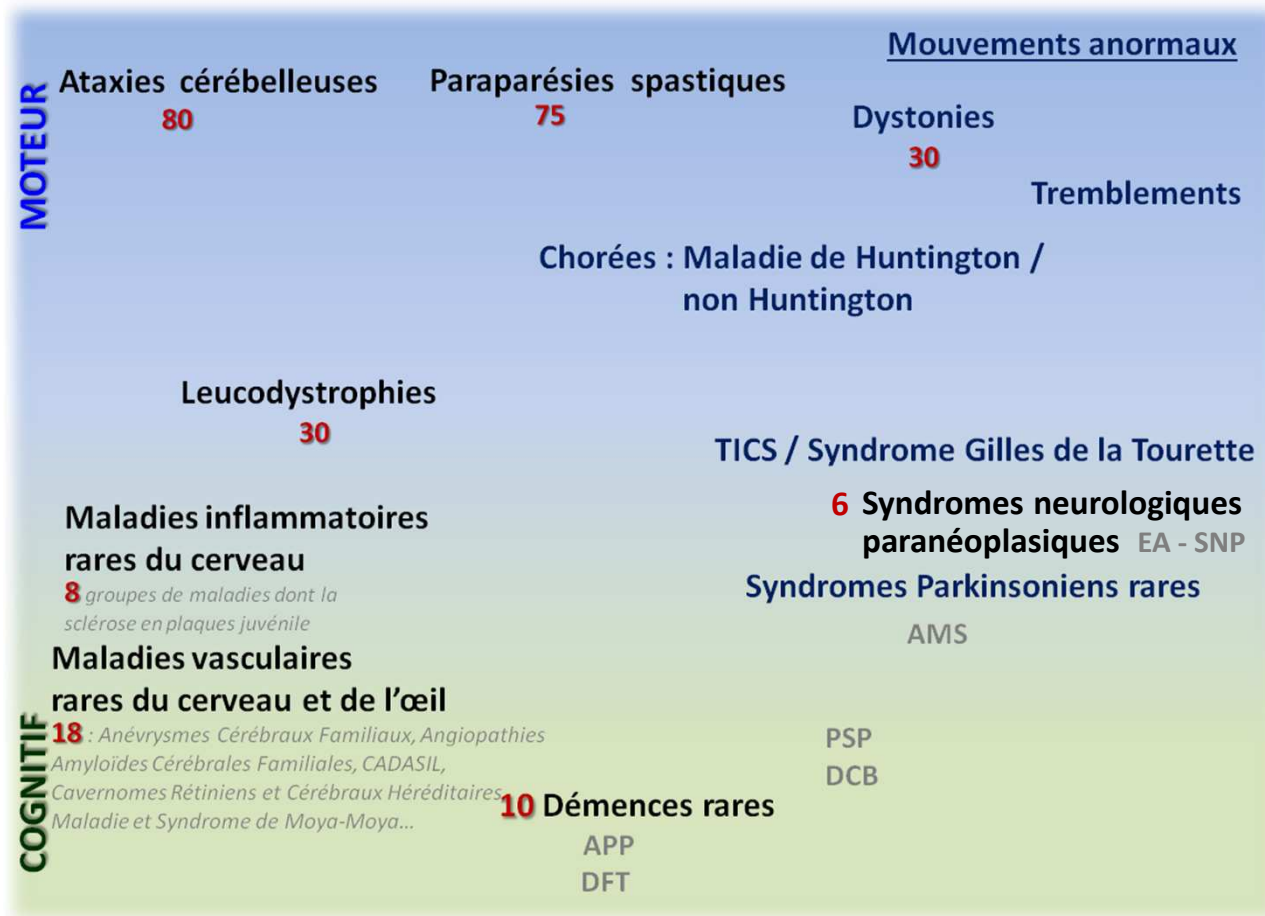 Mouvements anormaux
MOTEUR
Ataxies cérébelleuses
80
Paraparésies spastiques
75
Dystonies
30
Tremblements
Chorées : Maladie de Huntington /
non Huntington
Leucodystrophies
30
TICS / Syndrome Gilles de la Tourette
6 Syndromes neurologiques
paranéoplasiques EA - SNP
Maladies inflammatoires
rares du cerveau
8 groupes de maladies dont la
sclérose en plaques juvénile
Syndromes Parkinsoniens rares
AMS
Maladies vasculaires
rares du cerveau et de l'œil
COGNITIF
18 : Anévrysmes Cérébraux Familiaux, Angiopathies
Amyloïdes Cérébrales Familiales, CADASIL,
Cavernomes Rétiniens et Cérébraux Héréditaires,
Maladie et Syndrome de Moya-Moya...
PSP
DCB
10 Démences rares
APP
DFT